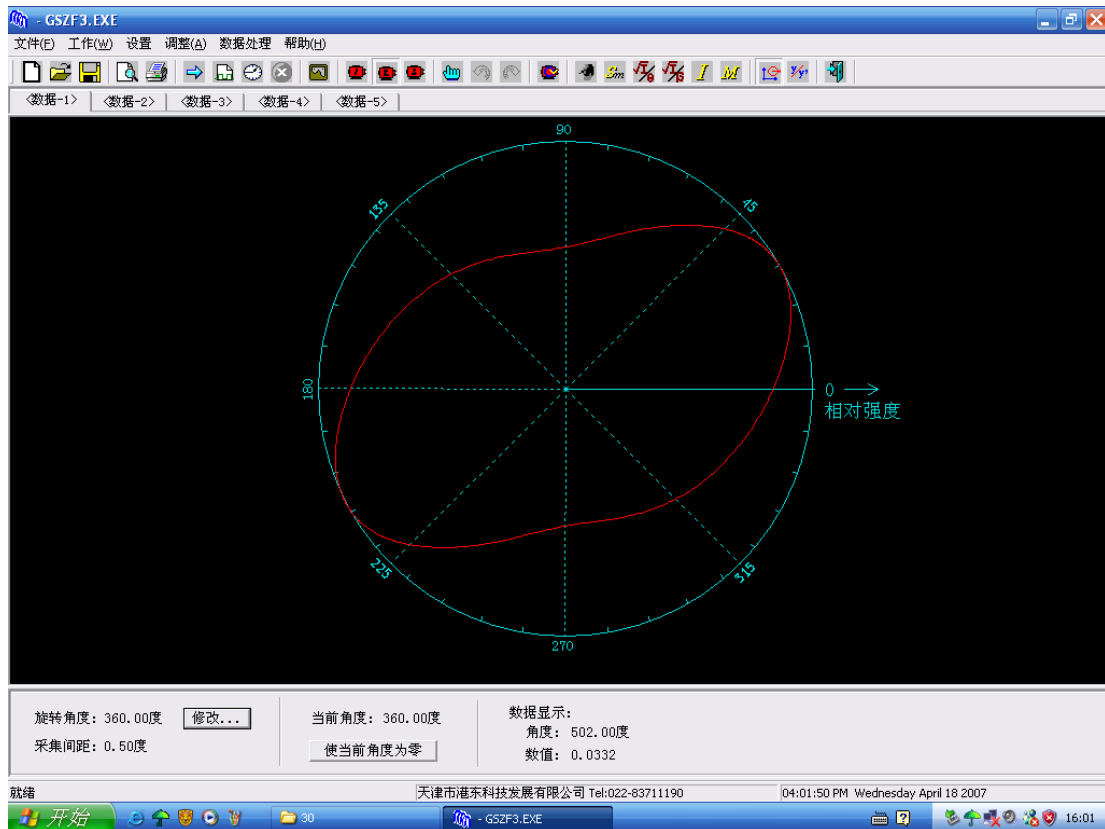 - GSZF3.EXE
文件(F) 工作(W) 设置 调整(A) 数据处理 帮助(H)
<数据-1> <数据-2> <数据-3> <数据-4> <数据-5>
90
135 45
180 0
相对强度
225 315
270
旋转角度: 360.00度 修改... 当前角度: 360.00度 数据显示:
角度: 502.00度
采集间距: 0.50度 使当前角度为零 数值: 0.0332
就绪 天津市港东科技发展有限公司 Tel:022-83711190 04:01:50 PM Wednesday April 18 2007
开始 30 - GSZF3.EXE 16:01